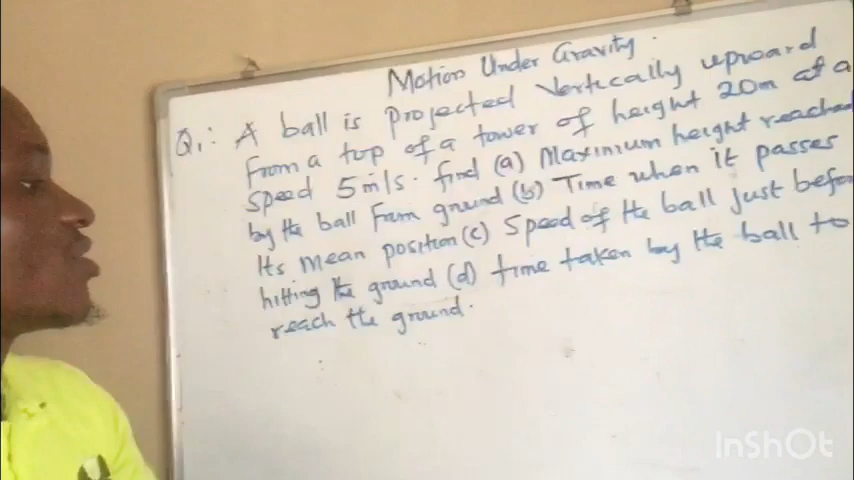 Motion Under Gravity.
Q1: A ball is projected Vertically upward
from a top of a tower of height 20m at a
speed 5m/s. find (a) Maximum height reached
by the ball from ground (b) Time when it passes
Its mean position (c) Speed of the ball just before
hitting the ground (d) time taken by the ball to
reach the ground.
InShOt